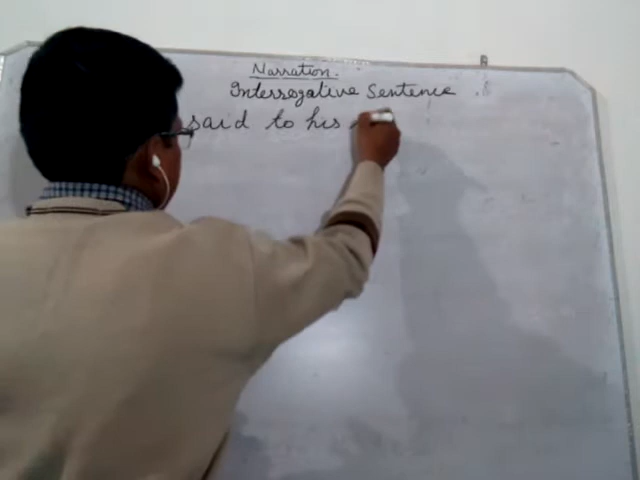 Narration.
Interrogative Sentence
said to his